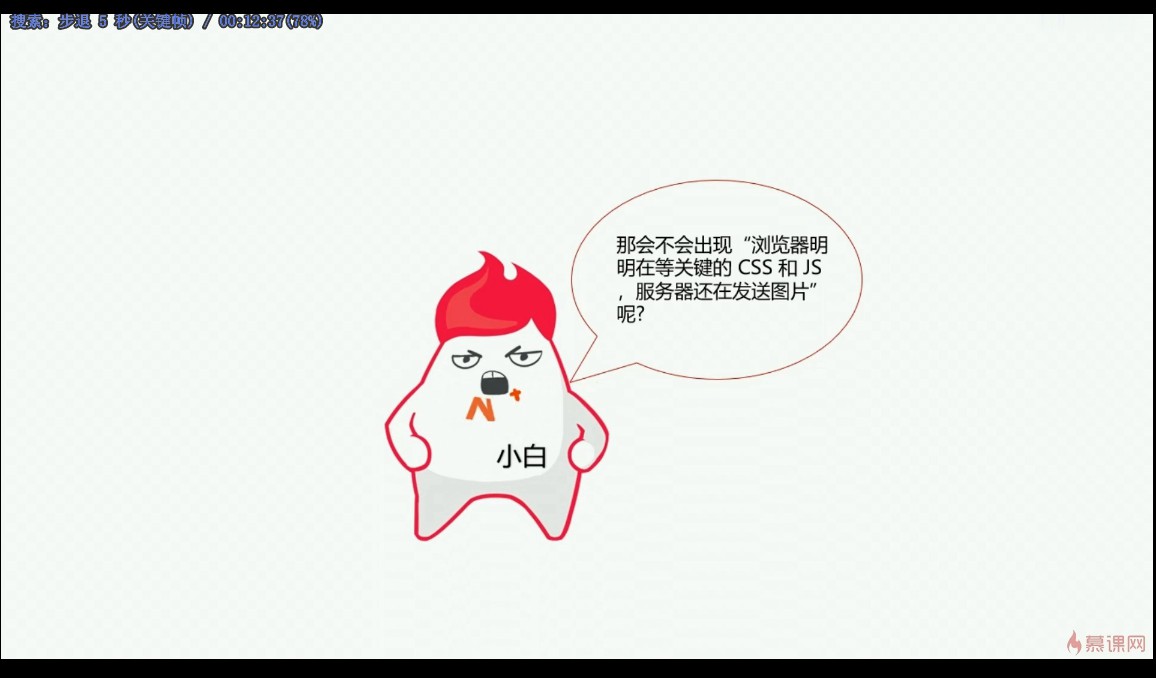 搜索: 步退 5 秒(关键帧) / 00:12:37(78%)
那会不会出现“浏览器明
明在等关键的 CSS 和 JS
，服务器还在发送图片”
呢?
小白
慕课网